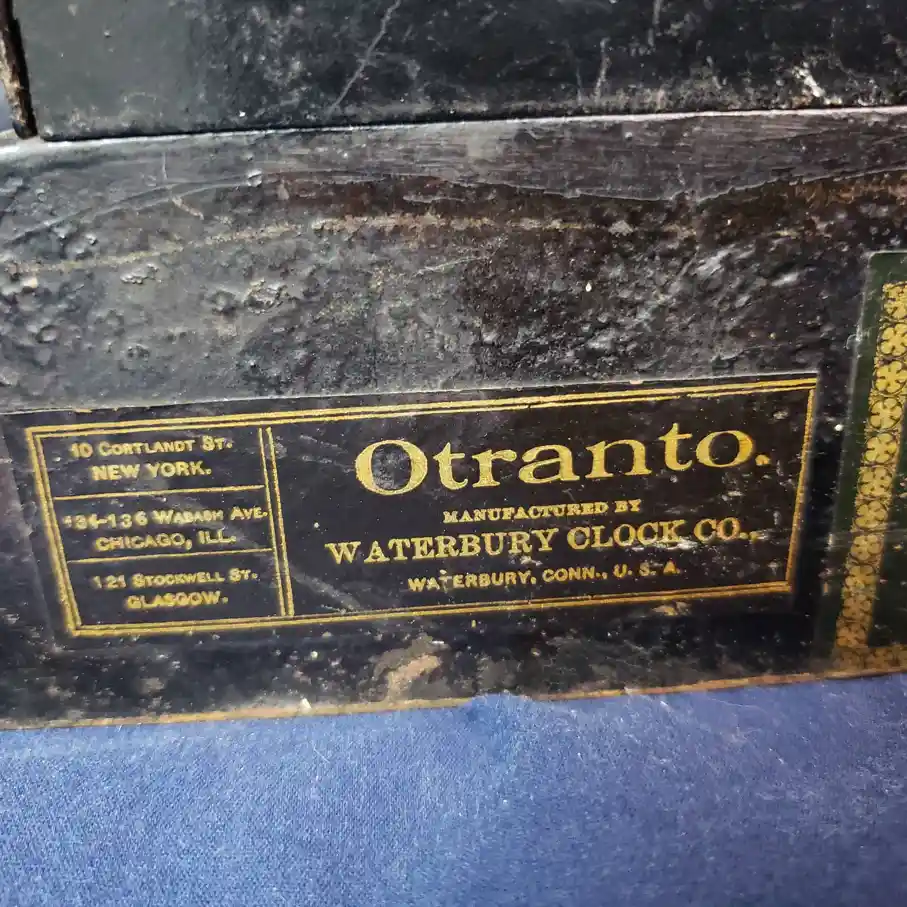 10 CORTLANDT ST.
NEW YORK.
134-136 WABASH AVE.
CHICAGO, ILL.
121 STOCKWELL ST.
GLASGOW.
Otranto.
MANUFACTURED BY
WATERBURY CLOCK CO.,
WATERBURY, CONN., U. S. A.